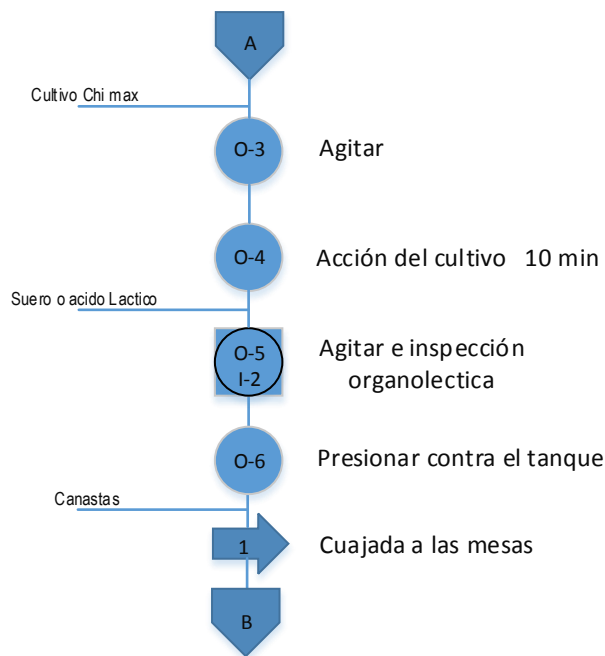 A
Cultivo Chi max
O-3
Agitar
O-4
Acción del cultivo 10 min
Suero o acido Lactico
O-5
I-2
Agitar e inspección
organolectica
O-6
Presionar contra el tanque
Canastas
1
Cuajada a las mesas
B